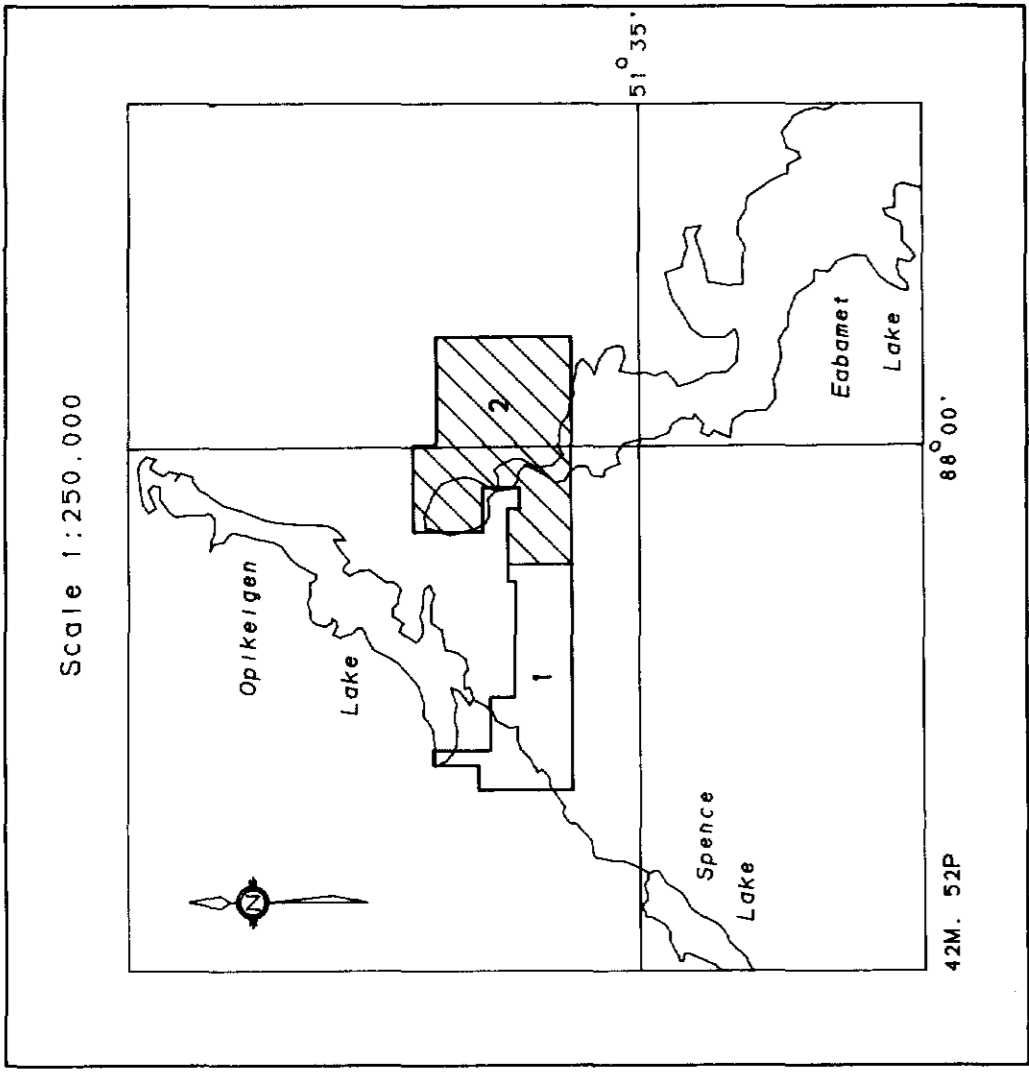 Scale 1:250,000
N
Opikeigen
Lake
2
1
51° 35'
Spence
Lake
Eabamet
Lake
88° 00'
42M. 52P